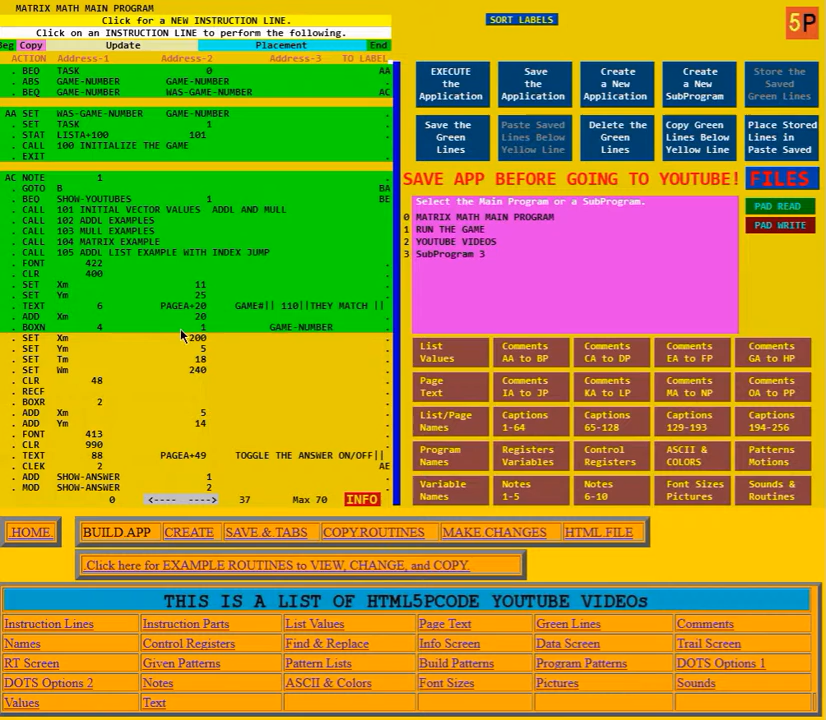 MATRIX MATH MAIN PROGRAM
Click for a NEW INSTRUCTION LINE.
Click on an INSTRUCTION LINE to perform the following.
Beg Copy Update Placement End
ACTION Address-1 Address-2 Address-3 TO LABEL
. BEQ TASK 0 AA
. ABS GAME-NUMBER GAME-NUMBER .
. BEQ GAME-NUMBER WAS-GAME-NUMBER AC
AA SET WAS-GAME-NUMBER GAME-NUMBER .
. SET TASK 1 .
. STAT LISTA+100 101 .
. CALL 100 INITIALIZE THE GAME .
. EXIT .
AC NOTE 1 .
. GOTO B BA
. BEQ SHOW-YOUTUBES 1 BE
. CALL 101 INITIAL VECTOR VALUES ADDL AND MULL .
. CALL 102 ADDL EXAMPLES .
. CALL 103 MULL EXAMPLES .
. CALL 104 MATRIX EXAMPLE .
. CALL 105 ADDL LIST EXAMPLE WITH INDEX JUMP .
. FONT 422 .
. CLR 400 .
. SET Xm 11 .
. SET Ym 25 .
. TEXT 6 PAGEA+20 GAME#|| 110||THEY MATCH ||
. ADD Xm 20 .
. BOXN 4 1 GAME-NUMBER .
. SET Xm 200 .
. SET Ym 5 .
. SET Tm 18 .
. SET Wm 240 .
. CLR 48 .
. RECF .
. BOXR 2 .
. ADD Xm 5 .
. ADD Ym 14 .
. FONT 413 .
. CLR 990 .
. TEXT 88 PAGEA+49 TOGGLE THE ANSWER ON/OFF||
. CLEK 2 AE
. ADD SHOW-ANSWER 1 .
. MOD SHOW-ANSWER 2 .
0 <---- ----> 37 Max 70 INFO
SORT LABELS
5P
EXECUTE the Application
Save the Application
Create a New Application
Create a New SubProgram
Store the Saved Green Lines
Save the Green Lines
Paste Saved Lines Below Yellow Line
Delete the Green Lines
Copy Green Lines Below Yellow Line
Place Stored Lines in Paste Saved
SAVE APP BEFORE GOING TO YOUTUBE! FILES
Select the Main Program or a SubProgram.
0 MATRIX MATH MAIN PROGRAM
1 RUN THE GAME
2 YOUTUBE VIDEOS
3 SubProgram 3
PAD READ
PAD WRITE
List Values
Comments AA to BP
Comments CA to DP
Comments EA to FP
Comments GA to HP
Page Text
Comments IA to JP
Comments KA to LP
Comments MA to NP
Comments OA to PP
List/Page Names
Captions 1-64
Captions 65-128
Captions 129-193
Captions 194-256
Program Names
Registers Variables
Control Registers
ASCII & COLORS
Patterns Motions
Variable Names
Notes 1-5
Notes 6-10
Font Sizes Pictures
Sounds & Routines
.HOME.
BUILD.APP CREATE SAVE.&.TABS COPY.ROUTINES MAKE.CHANGES HTML.FILE
.Click here for EXAMPLE ROUTINES to VIEW, CHANGE, and COPY.
THIS IS A LIST OF HTML5PCODE YOUTUBE VIDEOs
Instruction Lines Instruction Parts List Values Page Text Green Lines Comments
Names Control Registers Find & Replace Info Screen Data Screen Trail Screen
RT Screen Given Patterns Pattern Lists Build Patterns Program Patterns DOTS Options 1
DOTS Options 2 Notes ASCII & Colors Font Sizes Pictures Sounds
Values Text